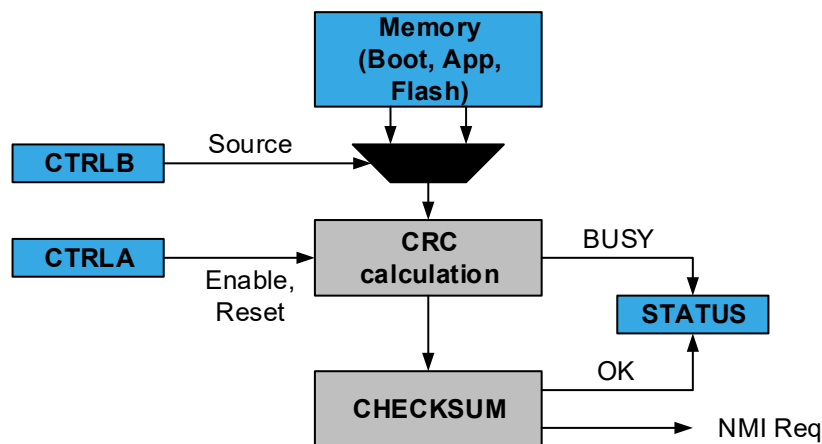 Memory
(Boot, App,
Flash)
Source
CTRLB
CRC
calculation
BUSY
CTRLA
Enable,
Reset
STATUS
OK
CHECKSUM
NMI Req